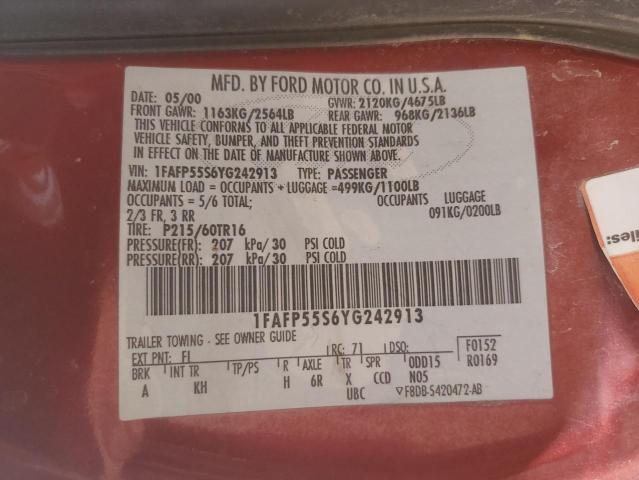 MFD. BY FORD MOTOR CO. IN U.S.A.
DATE: 05/00 GVWR: 2120KG/4675LB
FRONT GAWR: 1163KG/2564LB REAR GAWR: 968KG/2136LB
THIS VEHICLE CONFORMS TO ALL APPLICABLE FEDERAL MOTOR
VEHICLE SAFETY, BUMPER, AND THEFT PREVENTION STANDARDS
IN EFFECT ON THE DATE OF MANUFACTURE SHOWN ABOVE.
VIN: 1FAFP55S6YG242913 TYPE: PASSENGER
MAXIMUM LOAD = OCCUPANTS + LUGGAGE = 499KG/1100LB
OCCUPANTS = 5/6 TOTAL: OCCUPANTS LUGGAGE
2/3 FR, 3 RR 091KG/0200LB
TIRE: P215/60TR16
PRESSURE(FR): 207 kPa/30 PSI COLD
PRESSURE(RR): 207 kPa/30 PSI COLD
1FAFP55S6YG242913
TRAILER TOWING - SEE OWNER GUIDE
EXT PNT: FI RC: 71 DSO: F0152
BRK INT TR TP/PS R AXLE TR SPR ODD15 R0169
A KH H 6R X CCD N05
UBC F8DB-5420472-AB
iles: